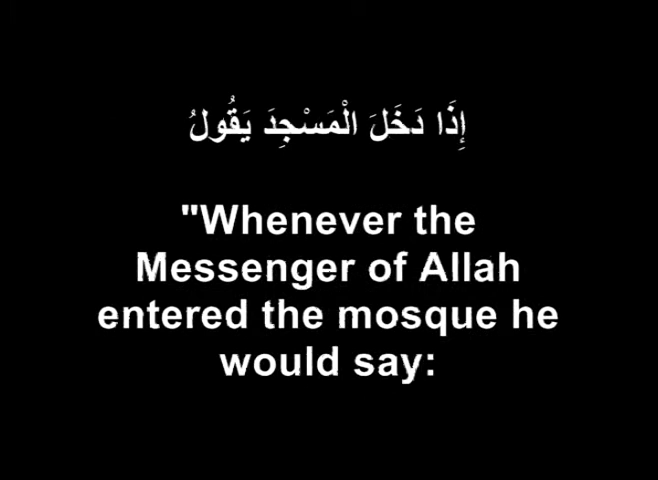 إِذَا دَخَلَ الْمَسْجِدَ يَقُولُ
"Whenever the
Messenger of Allah
entered the mosque he
would say: